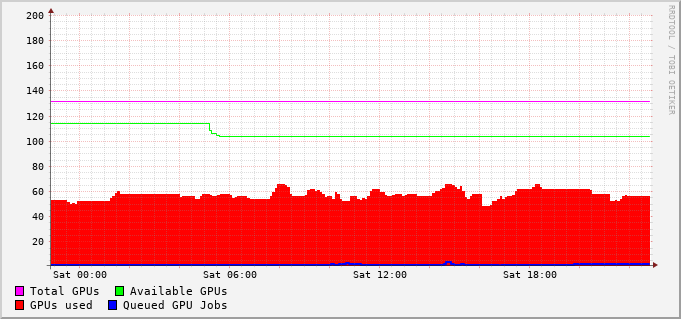 200
180
160
140
120
100
80
60
40
20
Sat 00:00 Sat 06:00 Sat 12:00 Sat 18:00
Total GPUs Available GPUs
GPUs used Queued GPU Jobs
RRDTOOL / TOBI OETIKER